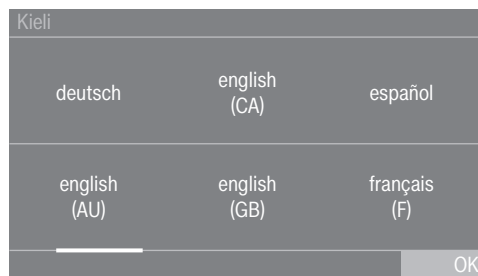 Kieli
deutsch
english
(CA)
español
english
(AU)
english
(GB)
français
(F)
OK